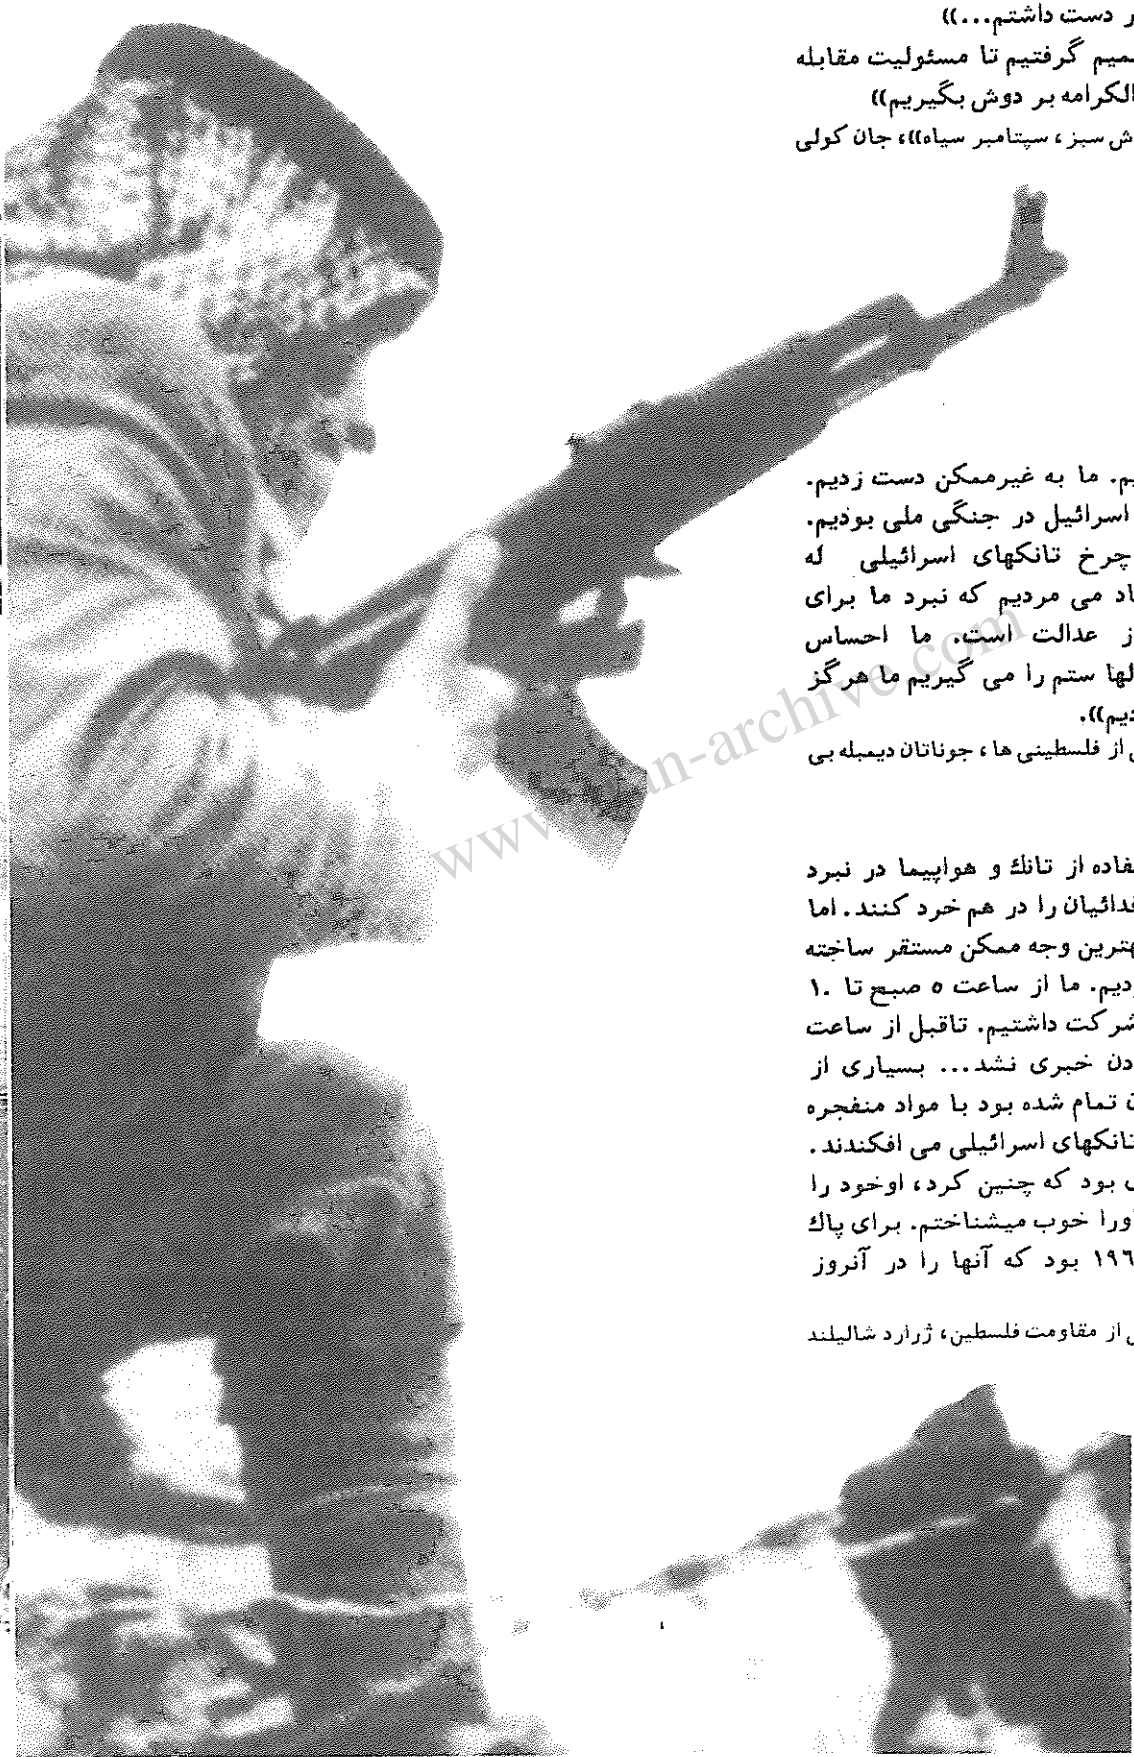 ر دست داشتم...))
میم گرفتیم تا مسئولیت مقابله
الکرامه بر دوش بگیریم))
ش سبز، سپتامبر سیاه))، جان کولی
یم. ما به غیرممکن دست زدیم.
اسرائیل در جنگی ملی بودیم.
چرخ تانکهای اسرائیلی له
اد می مردیم که نبرد ما برای
ز عدالت است. ما احساس
لها ستم را می گیریم ما هرگز
دیم)).
ی از فلسطینی ها، جوناتان دیمبله بی
فاده از تانك و هواپیما در نبرد
دائیان را در هم خرد کنند. اما
هترین وجه ممکن مستقر ساخته
دیم. ما از ساعت ۵ صبح تا ۱۰
شرکت داشتیم. تاقبل از ساعت
دن خبری نشد... بسیاری از
ن تمام شده بود با مواد منفجره
تانکهای اسرائیلی می افکندند.
ی بود که چنین کرد، اوخود را
اورا خوب میشناختم. برای پاك
۱۹٦ بود که آنها را در آنروز
ی از مقاومت فلسطین، ژرارد شالیلند